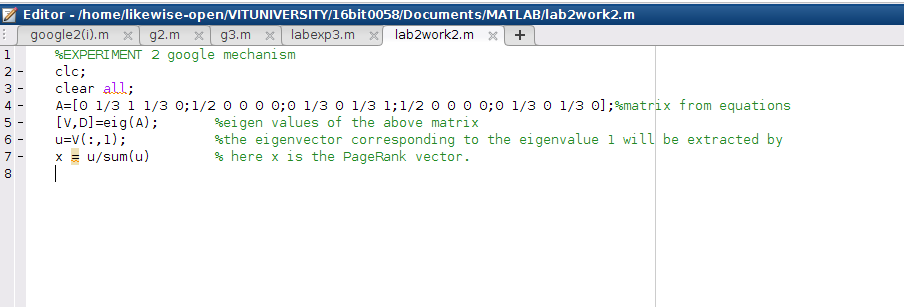 Editor - /home/likewise-open/VITUNIVERSITY/16bit0058/Documents/MATLAB/lab2work2.m
google2(i).m × g2.m × g3.m × labexp3.m × lab2work2.m × +
1 %EXPERIMENT 2 google mechanism
2 - clc;
3 - clear all;
4 - A=[0 1/3 1 1/3 0;1/2 0 0 0 0;0 1/3 0 1/3 1;1/2 0 0 0 0;0 1/3 0 1/3 0];%matrix from equations
5 - [V,D]=eig(A); %eigen values of the above matrix
6 - u=V(:,1); %the eigenvector corresponding to the eigenvalue 1 will be extracted by
7 - x = u/sum(u) % here x is the PageRank vector.
8